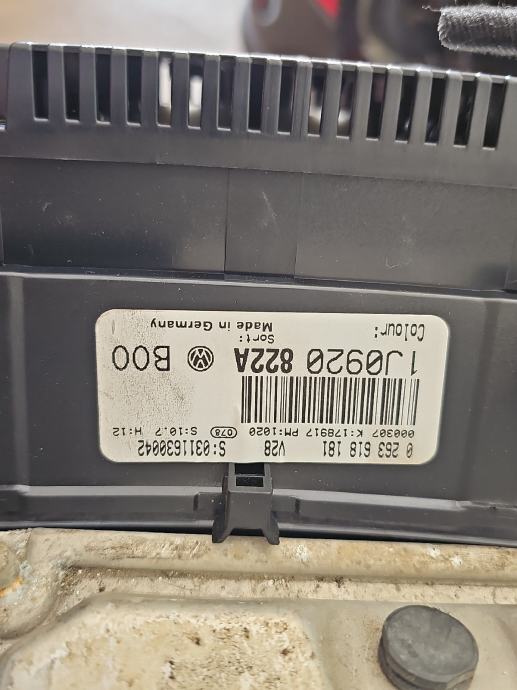 0 263 618 181 V28 S:0311630042
000307 K:178917 PM:1020 078 S:10.7 H:12
1J0920 822A B00
Colour: Sort:
Made in Germany